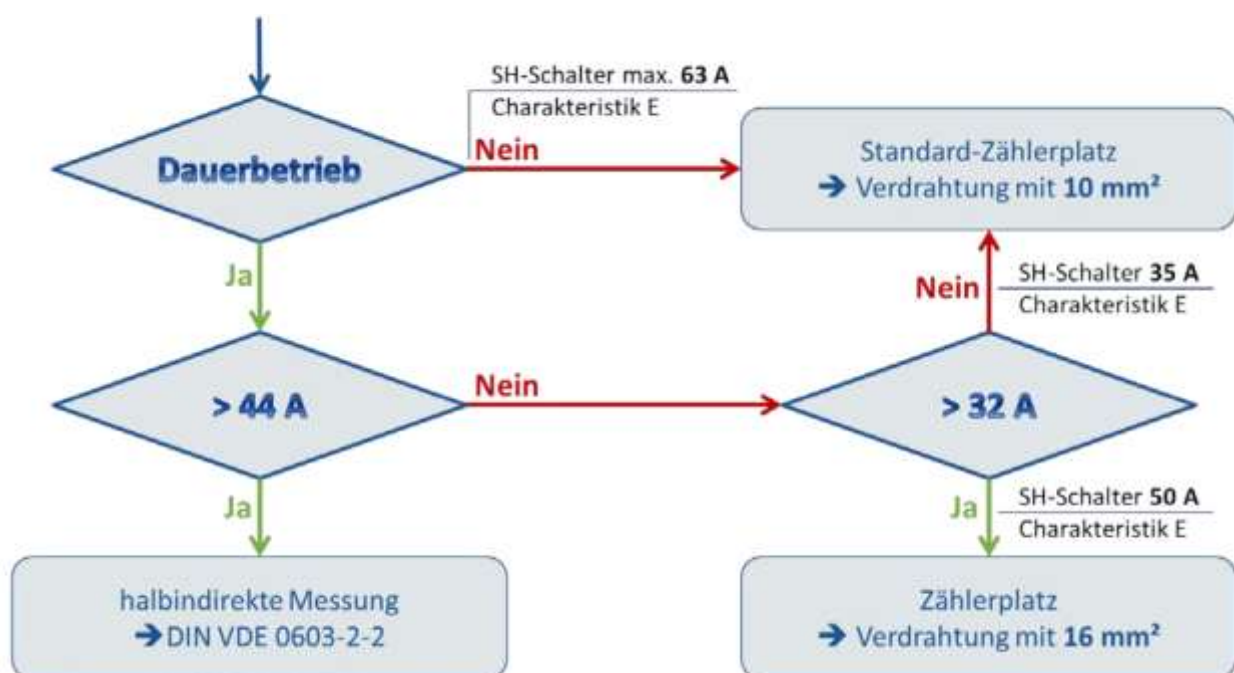 SH-Schalter max. 63 A
Charakteristik E
Dauerbetrieb
Nein
Standard-Zählerplatz
➔ Verdrahtung mit 10 mm²
Ja
Nein
SH-Schalter 35 A
Charakteristik E
> 44 A
Nein
> 32 A
Ja
Ja
SH-Schalter 50 A
Charakteristik E
halbindirekte Messung
➔ DIN VDE 0603-2-2
Zählerplatz
➔ Verdrahtung mit 16 mm²